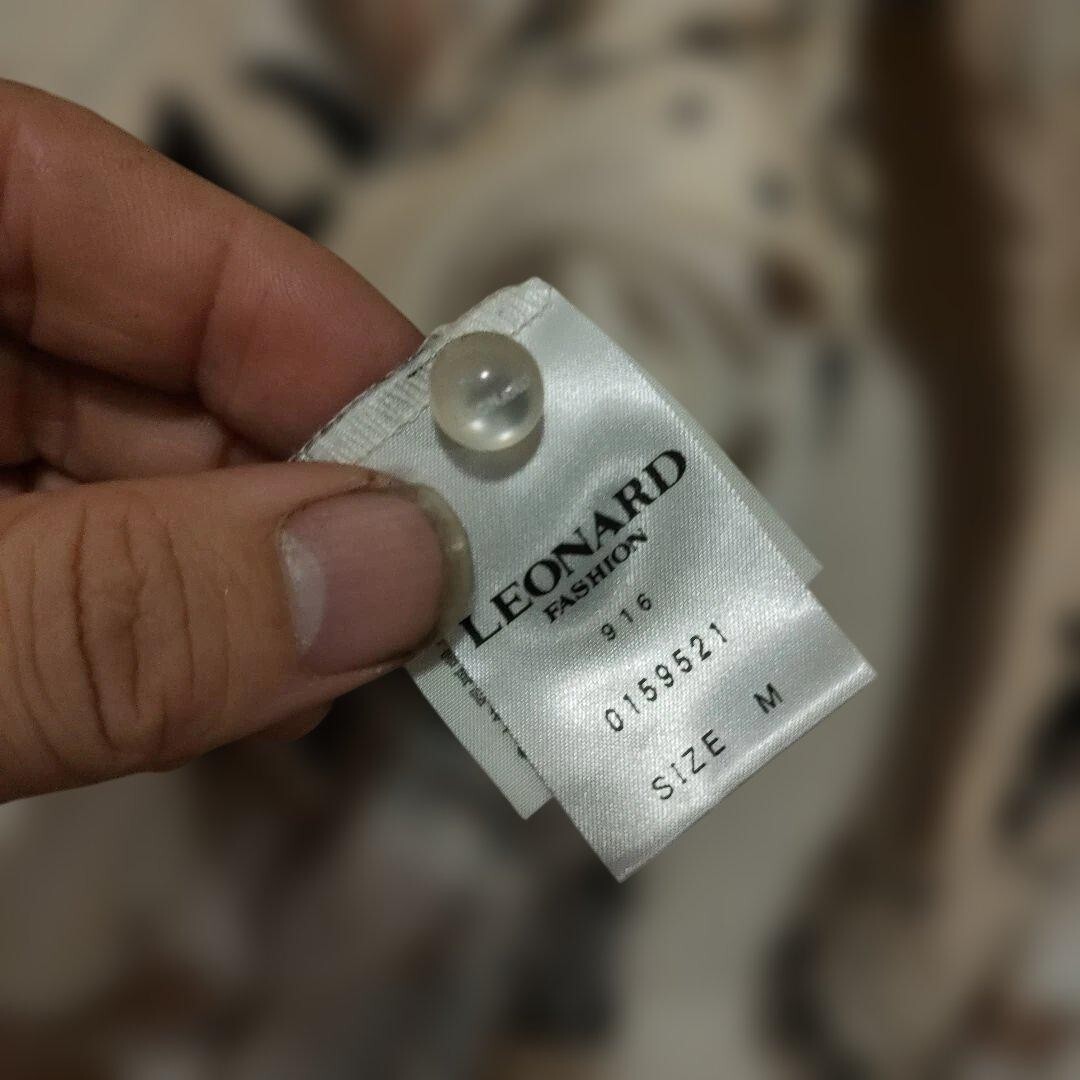 LEONARD
FASHION
916
0159521
SIZE M